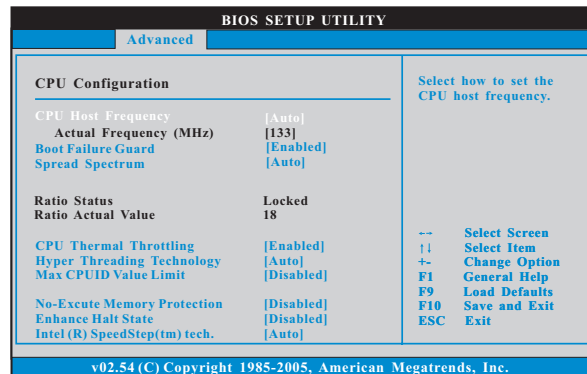 BIOS SETUP UTILITY
Advanced
CPU Configuration
CPU Host Frequency [Auto]
Actual Frequency (MHz) [133]
Boot Failure Guard [Enabled]
Spread Spectrum [Auto]
Ratio Status Locked
Ratio Actual Value 18
CPU Thermal Throttling [Enabled]
Hyper Threading Technology [Auto]
Max CPUID Value Limit [Disabled]
No-Excute Memory Protection [Disabled]
Enhance Halt State [Disabled]
Intel (R) SpeedStep(tm) tech. [Auto]
Select how to set the
CPU host frequency.
←→ Select Screen
↑↓ Select Item
+- Change Option
F1 General Help
F9 Load Defaults
F10 Save and Exit
ESC Exit
v02.54 (C) Copyright 1985-2005, American Megatrends, Inc.